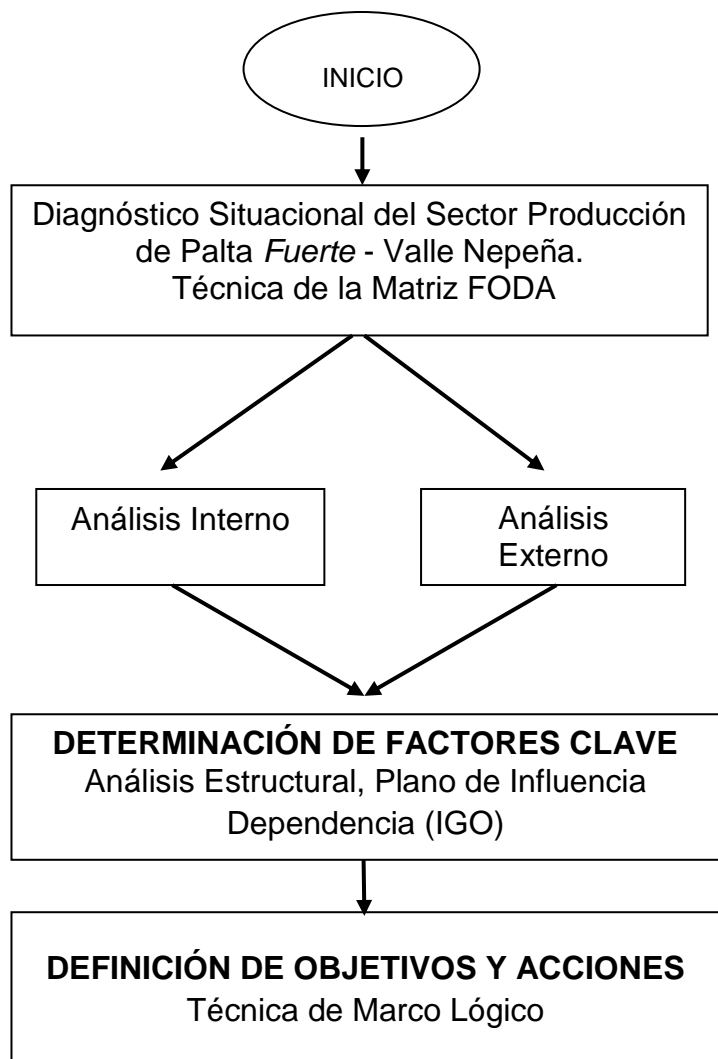 INICIO
Diagnóstico Situacional del Sector Producción
de Palta Fuerte - Valle Nepeña.
Técnica de la Matriz FODA
Análisis Interno
Análisis
Externo
DETERMINACIÓN DE FACTORES CLAVE
Análisis Estructural, Plano de Influencia
Dependencia (IGO)
DEFINICIÓN DE OBJETIVOS Y ACCIONES
Técnica de Marco Lógico